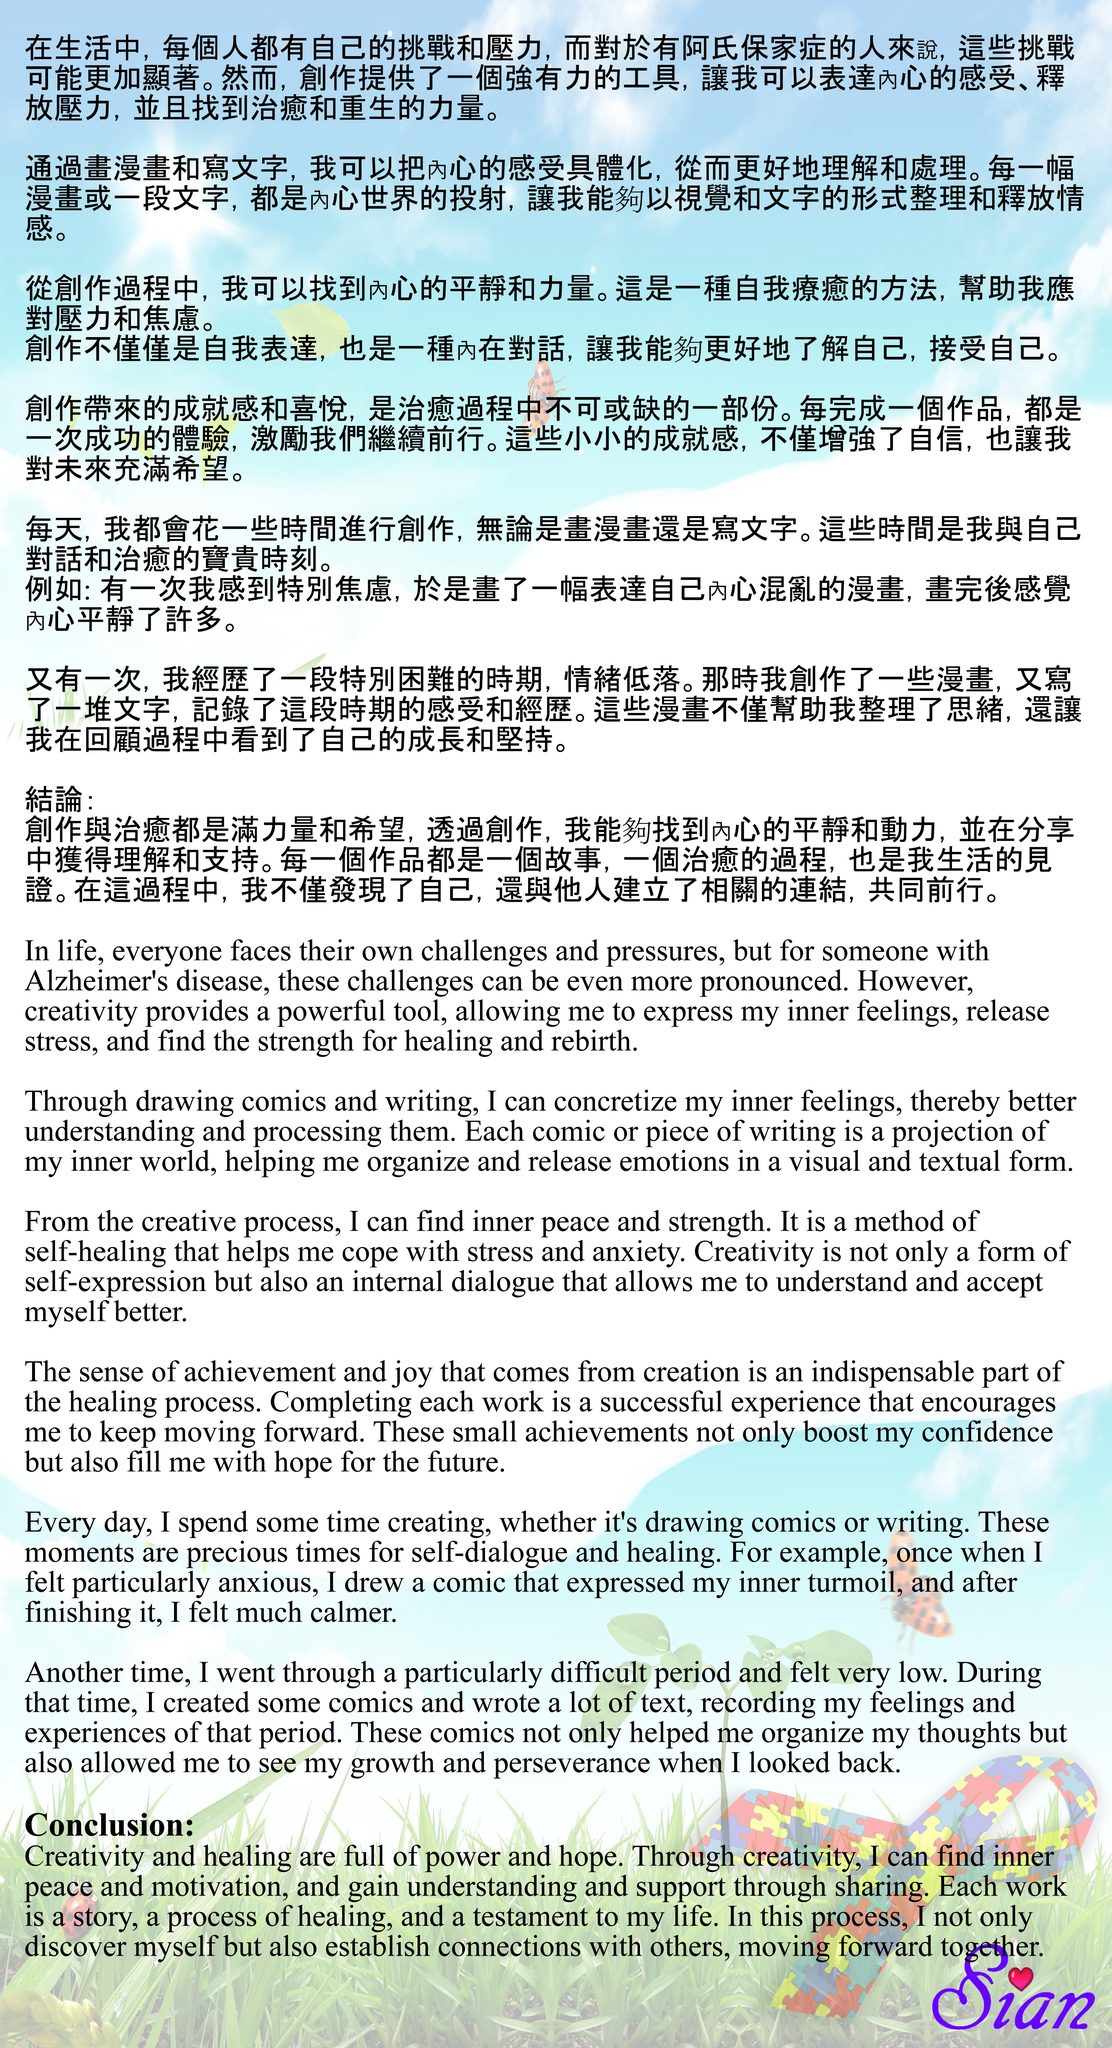 在生活中, 每個人都有自己的挑戰和壓力, 而對於有阿氏保家症的人來說, 這些挑戰
可能更加顯著。然而, 創作提供了一個強有力的工具, 讓我可以表達內心的感受、釋
放壓力, 並且找到治癒和重生的力量。
通過畫漫畫和寫文字, 我可以把內心的感受具體化, 從而更好地理解和處理。每一幅
漫畫或一段文字, 都是內心世界的投射, 讓我能夠以視覺和文字的形式整理和釋放情
感。
從創作過程中, 我可以找到內心的平靜和力量。這是一種自我療癒的方法, 幫助我應
對壓力和焦慮。
創作不僅僅是自我表達, 也是一種內在對話, 讓我能夠更好地了解自己, 接受自己。
創作帶來的成就感和喜悅, 是治癒過程中不可或缺的一部份。每完成一個作品, 都是
一次成功的體驗, 激勵我們繼續前行。這些小小的成就感, 不僅增強了自信, 也讓我
對未來充滿希望。
每天, 我都會花一些時間進行創作, 無論是畫漫畫還是寫文字。這些時間是我與自己
對話和治癒的寶貴時刻。
例如: 有一次我感到特別焦慮, 於是畫了一幅表達自己內心混亂的漫畫, 畫完後感覺
內心平靜了許多。
又有一次, 我經歷了一段特別困難的時期, 情緒低落。那時我創作了一些漫畫, 又寫
了一堆文字, 記錄了這段時期的感受和經歷。這些漫畫不僅幫助我整理了思緒, 還讓
我在回顧過程中看到了自己的成長和堅持。
結論:
創作與治癒都是滿力量和希望, 透過創作, 我能夠找到內心的平靜和動力, 並在分享
中獲得理解和支持。每一個作品都是一個故事, 一個治癒的過程, 也是我生活的見
證。在這過程中, 我不僅發現了自己, 還與他人建立了相關的連結, 共同前行。
In life, everyone faces their own challenges and pressures, but for someone with
Alzheimer's disease, these challenges can be even more pronounced. However,
creativity provides a powerful tool, allowing me to express my inner feelings, release
stress, and find the strength for healing and rebirth.
Through drawing comics and writing, I can concretize my inner feelings, thereby better
understanding and processing them. Each comic or piece of writing is a projection of
my inner world, helping me organize and release emotions in a visual and textual form.
From the creative process, I can find inner peace and strength. It is a method of
self-healing that helps me cope with stress and anxiety. Creativity is not only a form of
self-expression but also an internal dialogue that allows me to understand and accept
myself better.
The sense of achievement and joy that comes from creation is an indispensable part of
the healing process. Completing each work is a successful experience that encourages
me to keep moving forward. These small achievements not only boost my confidence
but also fill me with hope for the future.
Every day, I spend some time creating, whether it's drawing comics or writing. These
moments are precious times for self-dialogue and healing. For example, once when I
felt particularly anxious, I drew a comic that expressed my inner turmoil, and after
finishing it, I felt much calmer.
Another time, I went through a particularly difficult period and felt very low. During
that time, I created some comics and wrote a lot of text, recording my feelings and
experiences of that period. These comics not only helped me organize my thoughts but
also allowed me to see my growth and perseverance when I looked back.
Conclusion:
Creativity and healing are full of power and hope. Through creativity, I can find inner
peace and motivation, and gain understanding and support through sharing. Each work
is a story, a process of healing, and a testament to my life. In this process, I not only
discover myself but also establish connections with others, moving forward together.
Sian